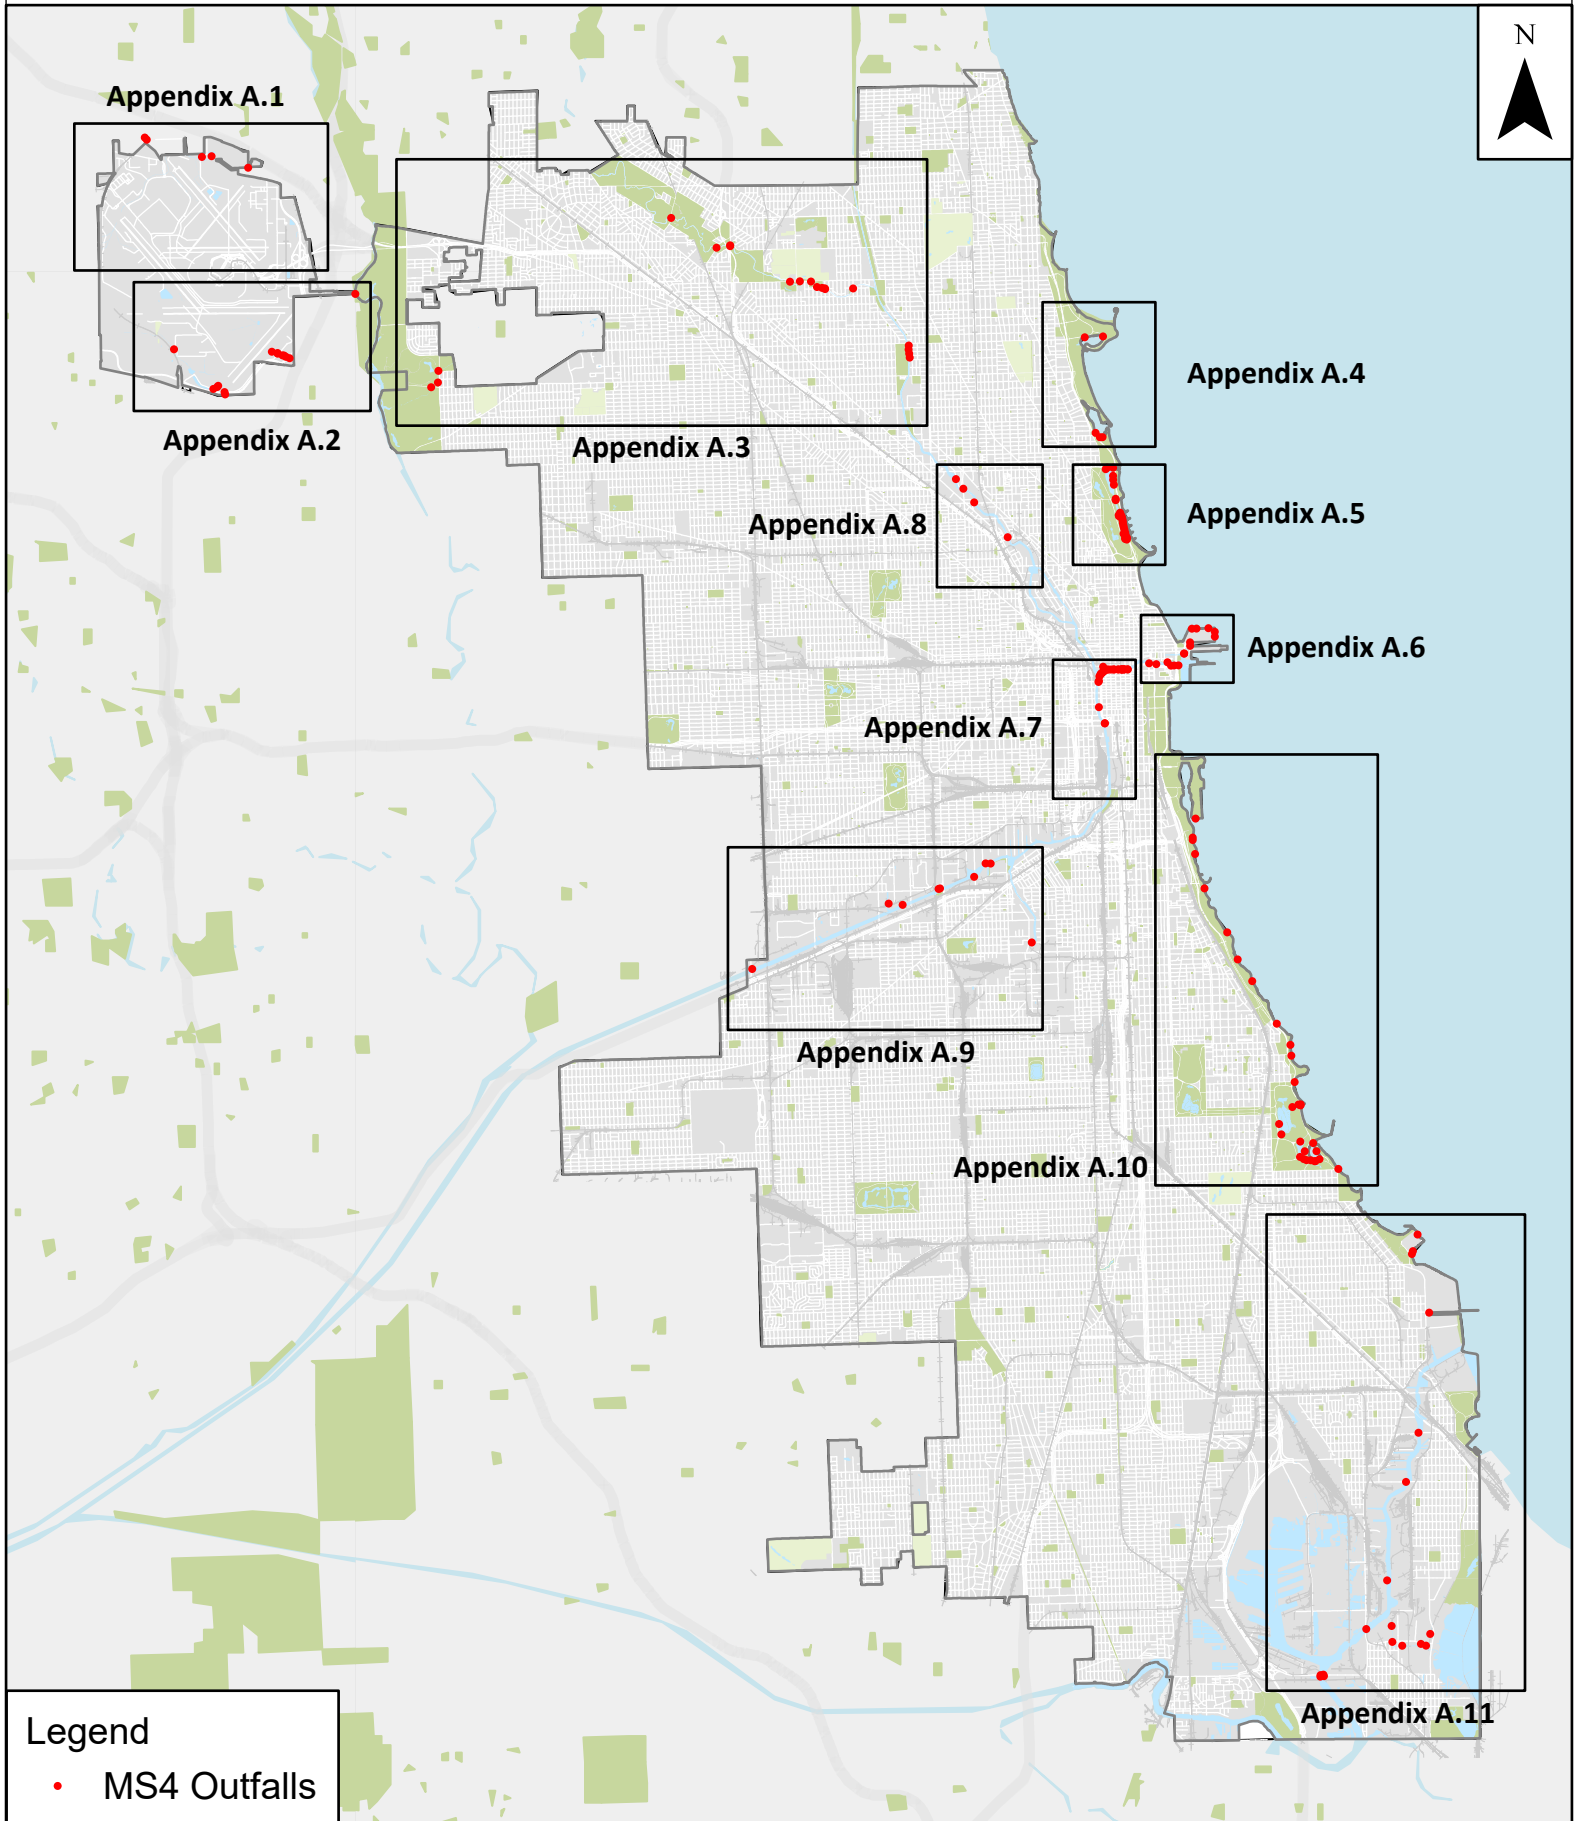 N
Appendix A.1
Appendix A.4
Appendix A.2
Appendix A.3
Appendix A.5
Appendix A.8
Appendix A.6
Appendix A.7
Appendix A.9
Appendix A.10
Appendix A.11
Legend
MS4 Outfalls